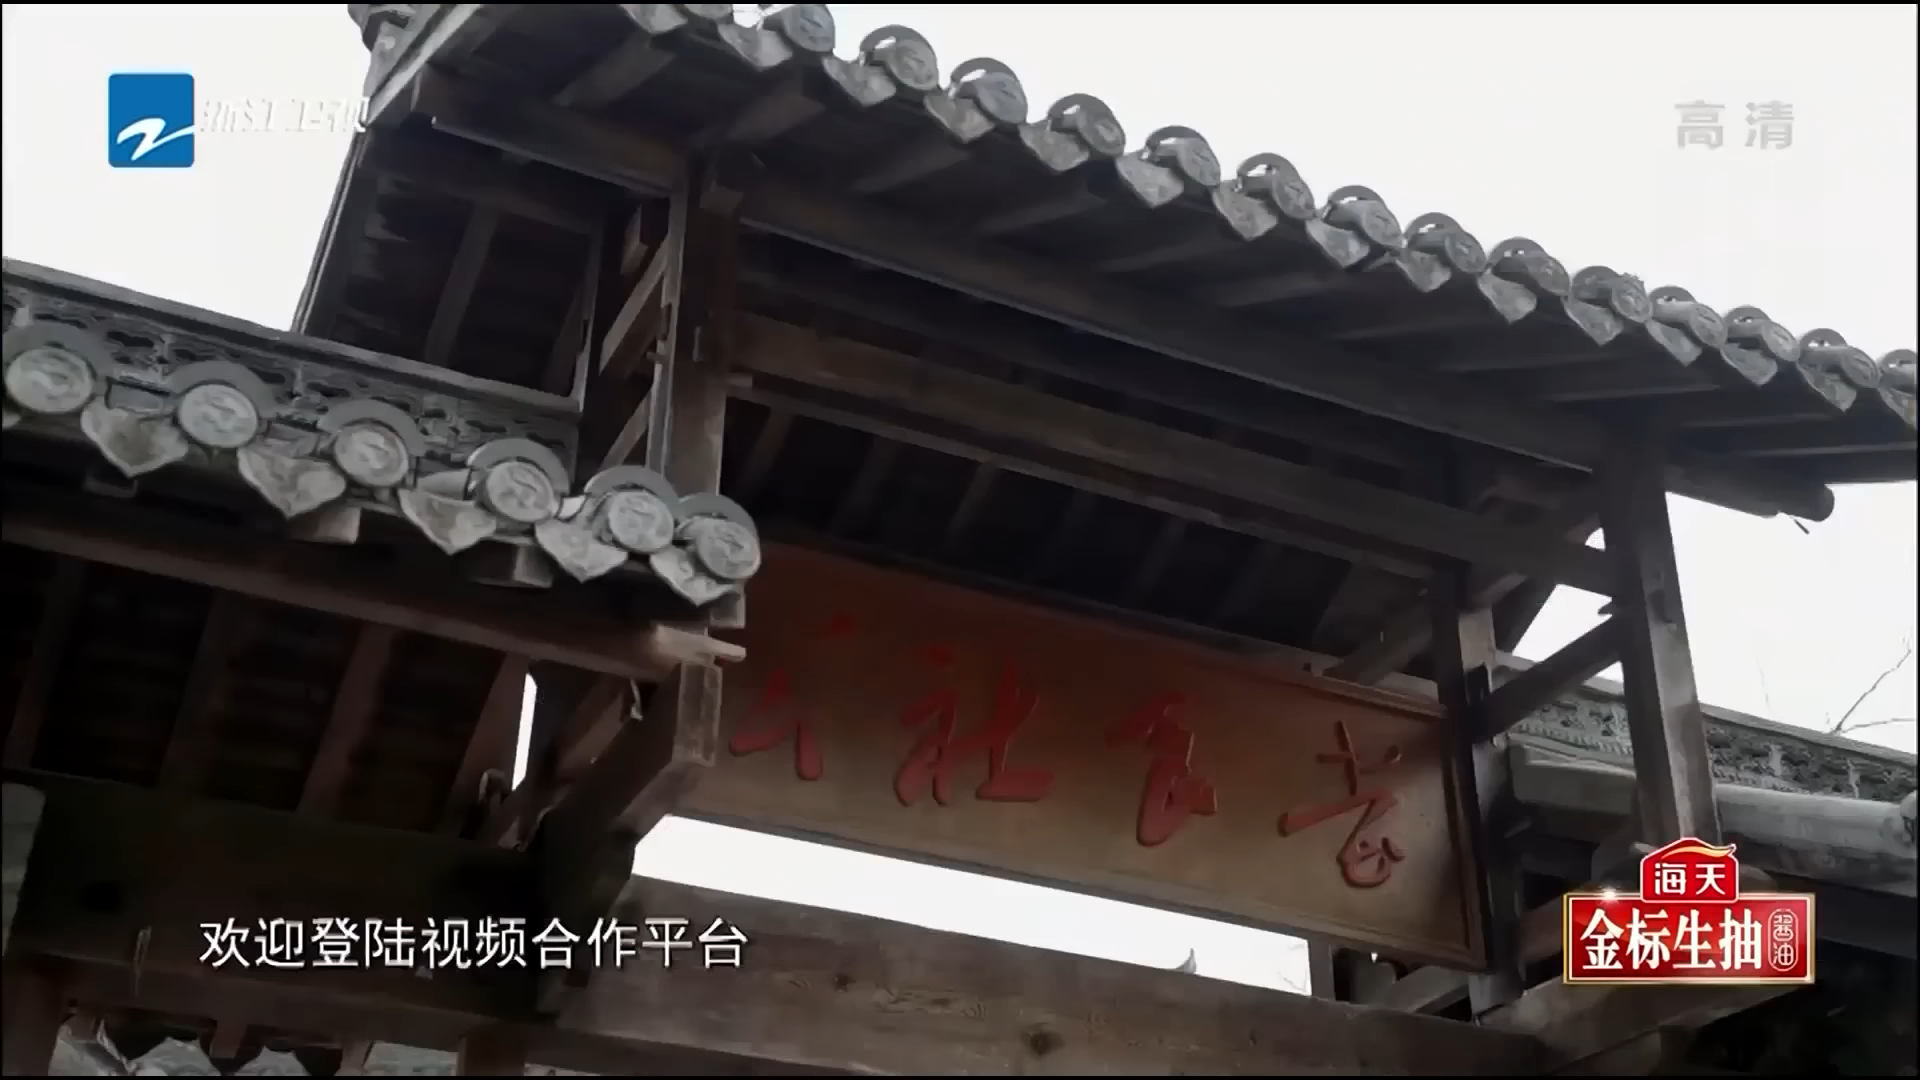 浙江卫视
高清
欢迎登陆视频合作平台
海天
金标生抽
酱油